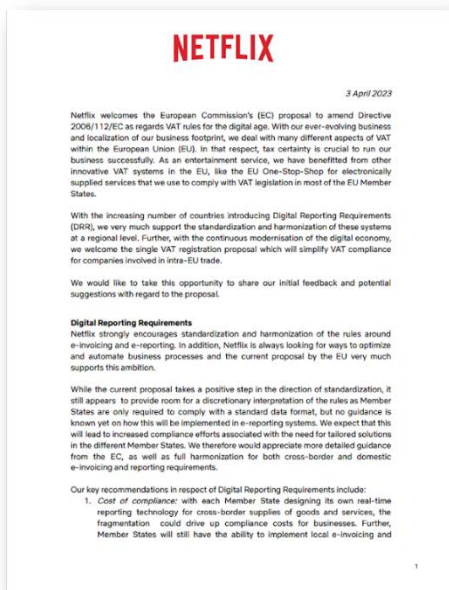 NETFLIX
3 April 2023
Netflix welcomes the European Commission's (EC) proposal to amend Directive
2006/112/EC as regards VAT rules for the digital age. With our ever-evolving business
and localization of our business footprint, we deal with many different aspects of VAT
within the European Union (EU). In that respect, tax certainty is crucial to run our
business successfully. As an entertainment service, we have benefitted from other
innovative VAT systems in the EU, like the EU One-Stop-Shop for electronically
supplied services that we use to comply with VAT legislation in most of the EU Member
States.
With the increasing number of countries introducing Digital Reporting Requirements
(DRR), we very much support the standardization and harmonization of these systems
at a regional level. Further, with the continuous modernisation of the digital economy,
we welcome the single VAT registration proposal which will simplify VAT compliance
for companies involved in intra-EU trade.
We would like to take this opportunity to share our initial feedback and potential
suggestions with regard to the proposal.
Digital Reporting Requirements
Netflix strongly encourages standardization and harmonization of the rules around
e-invoicing and e-reporting. In addition, Netflix is always looking for ways to optimize
and automate business processes and the current proposal by the EU very much
supports this ambition.
While the current proposal takes a positive step in the direction of standardization, it
still appears to provide room for a discretionary interpretation of the rules as Member
States are only required to comply with a standard data format, but no guidance is
known yet on how this will be implemented in e-reporting systems. We expect that this
will lead to increased compliance efforts associated with the need for tailored solutions
in the different Member States. We therefore would appreciate more detailed guidance
from the EC, as well as full harmonization for both cross-border and domestic
e-invoicing and reporting requirements.
Our key recommendations in respect of Digital Reporting Requirements include:
1. Cost of compliance: with each Member State designing its own real-time
reporting technology for cross-border supplies of goods and services, the
fragmentation could drive up compliance costs for businesses. Further,
Member States will still have the ability to implement local e-invoicing and
1